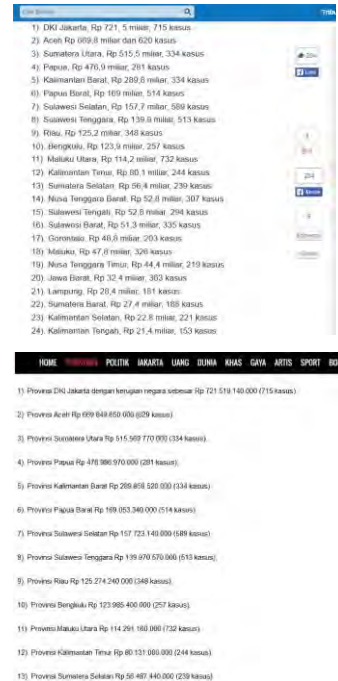 1) DKI Jakarta, Rp 721, 5 miliar, 715 kasus
2) Aceh Rp 669,8 miliar dan 620 kasus
3) Sumatera Utara, Rp 515,5 miliar, 334 kasus
4) Papua, Rp 476,9 miliar, 281 kasus
5) Kalimantan Barat, Rp 289,8 miliar, 334 kasus
6) Papua Barat, Rp 169 miliar, 514 kasus
7) Sulawesi Selatan, Rp 157,7 miliar, 589 kasus
8) Sulawesi Tenggara, Rp 139,9 miliar, 513 kasus
9) Riau, Rp 125,2 miliar, 348 kasus
10) Bengkulu, Rp 123,9 miliar, 257 kasus
11) Maluku Utara, Rp 114,2 miliar, 732 kasus
12) Kalimantan Timur, Rp 80,1 miliar, 244 kasus
13) Sumatera Selatan, Rp 56,4 miliar, 239 kasus
14) Nusa Tenggara Barat, Rp 52,8 miliar, 307 kasus
15) Sulawesi Tengah, Rp 52,8 miliar, 294 kasus
16) Sulawesi Barat, Rp 51,3 miliar, 335 kasus
17) Gorontalo, Rp 48,8 miliar, 203 kasus
18) Maluku, Rp 47,8 miliar, 326 kasus
19) Nusa Tenggara Timur, Rp 44,4 miliar, 219 kasus
20) Jawa Barat, Rp 32,4 miliar, 363 kasus
21) Lampung, Rp 28,4 miliar, 181 kasus
22) Sumatera Barat, Rp 27,4 miliar, 188 kasus
23) Kalimantan Selatan, Rp 22,8 miliar, 221 kasus
24) Kalimantan Tengah, Rp 21,4 miliar, 153 kasus
HOME PERISTIWA POLITIK JAKARTA UANG DUNIA KHAS GAYA ARTIS SPORT BO
1) Provinsi DKI Jakarta dengan kerugian negara sebesar Rp 721.519.140.000 (715 kasus)
2) Provinsi Aceh Rp 669.848.650.000 (629 kasus)
3) Provinsi Sumatera Utara Rp 515.569.770.000 (334 kasus)
4) Provinsi Papua Rp 476.986.970.000 (281 kasus)
5) Provinsi Kalimantan Barat Rp 289.858.520.000 (334 kasus)
6) Provinsi Papua Barat Rp 169.053.340.000 (514 kasus)
7) Provinsi Sulawesi Selatan Rp 157.723.140.000 (589 kasus)
8) Provinsi Sulawesi Tenggara Rp 139.970.570.000 (513 kasus)
9) Provinsi Riau Rp 125.274.240.000 (348 kasus)
10) Provinsi Bengkulu Rp 123.985.400.000 (257 kasus)
11) Provinsi Maluku Utara Rp 114.291.160.000 (732 kasus)
12) Provinsi Kalimantan Timur Rp 80.131.080.000 (244 kasus)
13) Provinsi Sumatera Selatan Rp 56.487.440.000 (239 kasus)